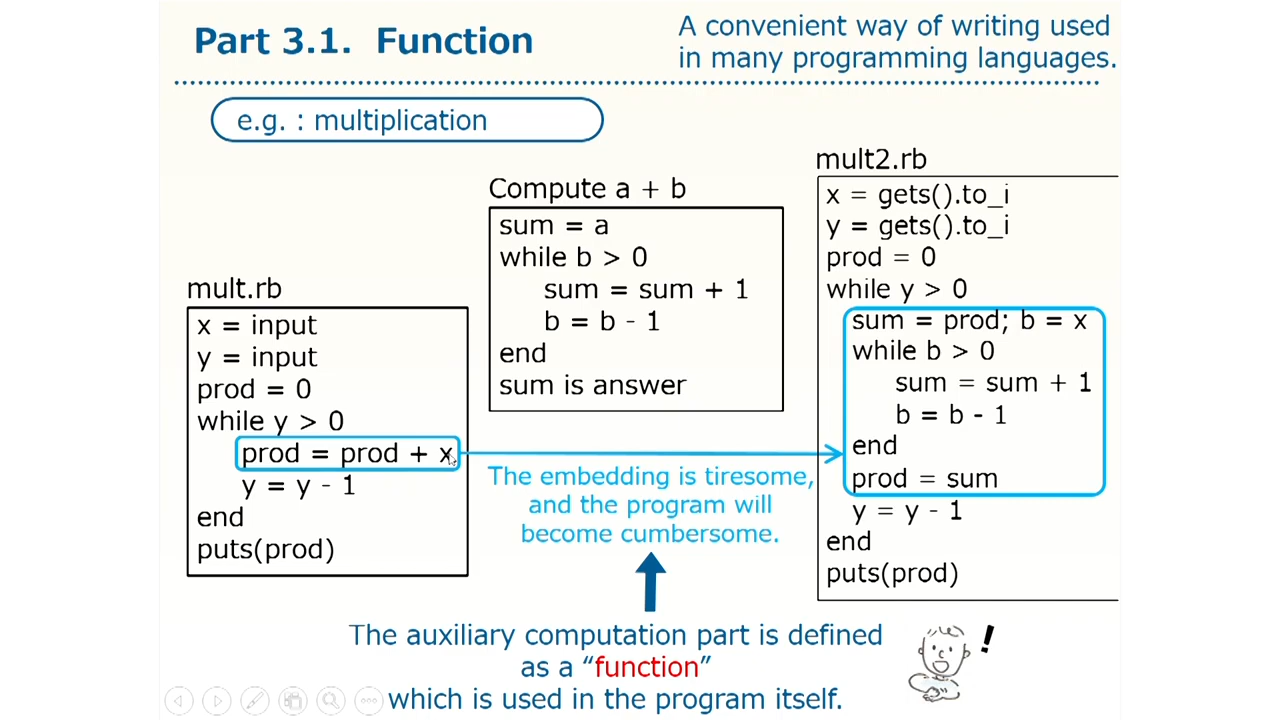 Part 3.1. Function
A convenient way of writing used
in many programming languages.
e.g. : multiplication
mult.rb
x = input
y = input
prod = 0
while y > 0
prod = prod + x
y = y - 1
end
puts(prod)
Compute a + b
sum = a
while b > 0
sum = sum + 1
b = b - 1
end
sum is answer
The embedding is tiresome,
and the program will
become cumbersome.
mult2.rb
x = gets().to_i
y = gets().to_i
prod = 0
while y > 0
sum = prod; b = x
while b > 0
sum = sum + 1
b = b - 1
end
prod = sum
y = y - 1
end
puts(prod)
The auxiliary computation part is defined
as a “function”
which is used in the program itself.
!